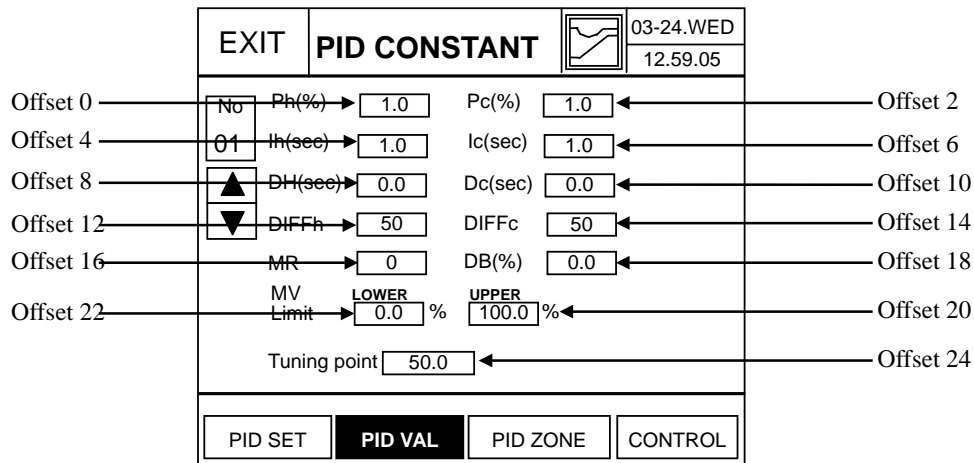 EXIT PID CONSTANT 03-24.WED
12.59.05
Offset 0 No Ph(%) 1.0 Pc(%) 1.0 Offset 2
Offset 4 01 Ih(sec) 1.0 Ic(sec) 1.0 Offset 6
Offset 8 DH(sec) 0.0 Dc(sec) 0.0 Offset 10
Offset 12 DIFFh 50 DIFFc 50 Offset 14
Offset 16 MR 0 DB(%) 0.0 Offset 18
MV LOWER UPPER
Offset 22 Limit 0.0 % 100.0 % Offset 20
Tuning point 50.0 Offset 24
PID SET PID VAL PID ZONE CONTROL